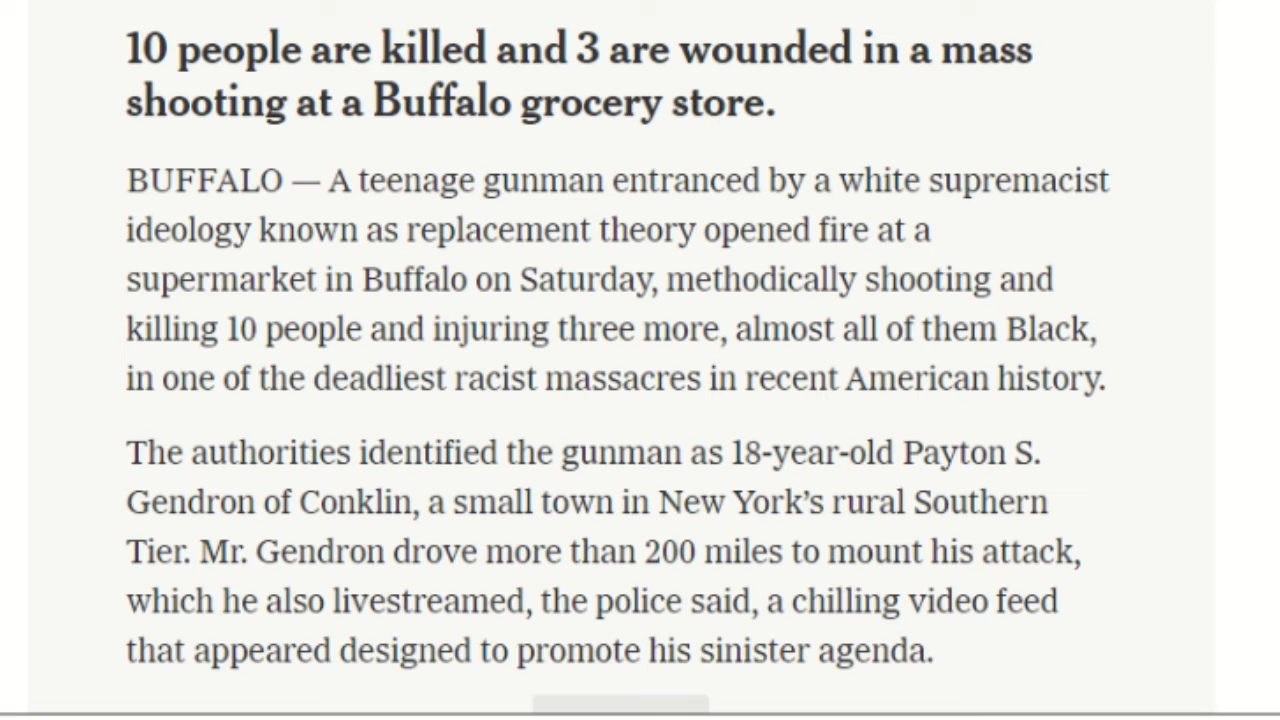 10 people are killed and 3 are wounded in a mass
shooting at a Buffalo grocery store.
BUFFALO — A teenage gunman entranced by a white supremacist
ideology known as replacement theory opened fire at a
supermarket in Buffalo on Saturday, methodically shooting and
killing 10 people and injuring three more, almost all of them Black,
in one of the deadliest racist massacres in recent American history.
The authorities identified the gunman as 18-year-old Payton S.
Gendron of Conklin, a small town in New York’s rural Southern
Tier. Mr. Gendron drove more than 200 miles to mount his attack,
which he also livestreamed, the police said, a chilling video feed
that appeared designed to promote his sinister agenda.